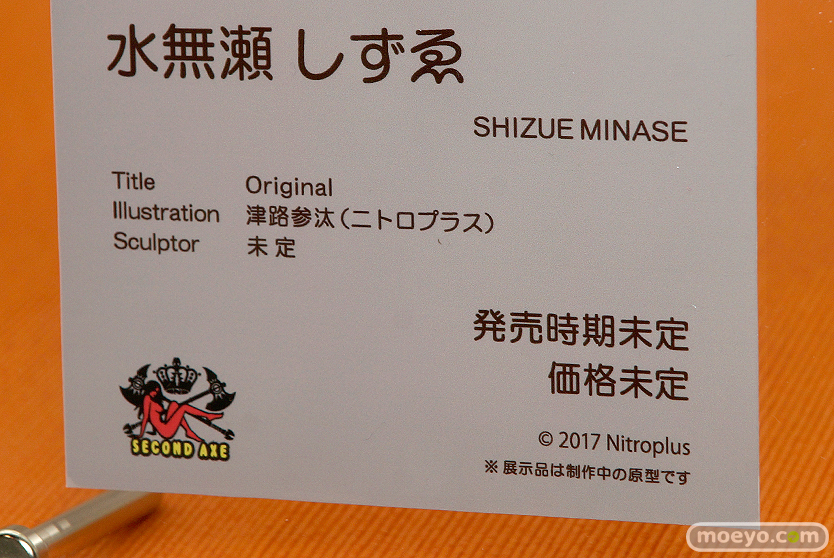 水無瀬 しずゑ
SHIZUE MINASE
Title Original
Illustration 津路参汰(ニトロプラス)
Sculptor 未定
発売時期未定
価格未定
SECOND AXE
© 2017 Nitroplus
※展示品は制作中の原型です
moeyo.com